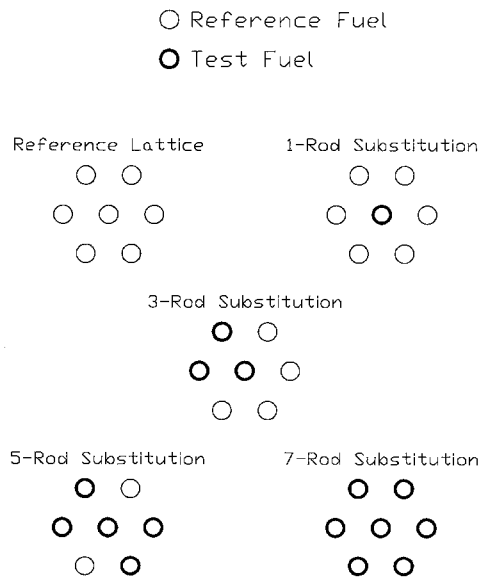 Reference Fuel
Test Fuel
Reference Lattice
1-Rod Substitution
3-Rod Substitution
5-Rod Substitution
7-Rod Substitution